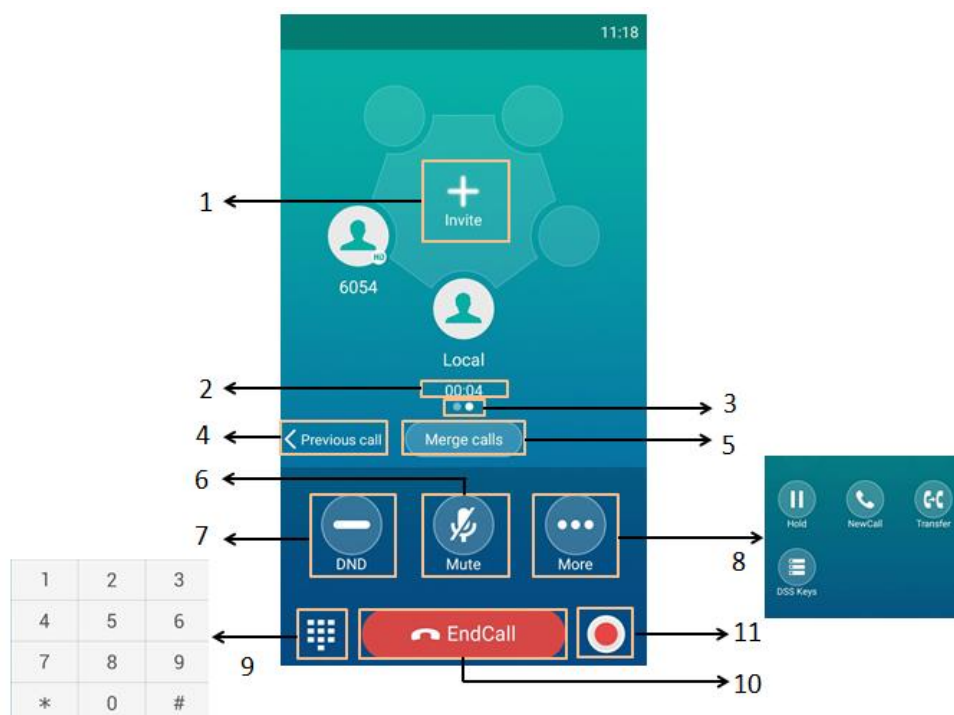 11:18
1
Invite
HD
6054
Local
2
00:04
3
4
Previous call
Merge calls
5
6
7
DND
Mute
More
8
Hold
NewCall
Transfer
DSS Keys
1 2 3
4 5 6
7 8 9
* 0 #
9
EndCall
10
11